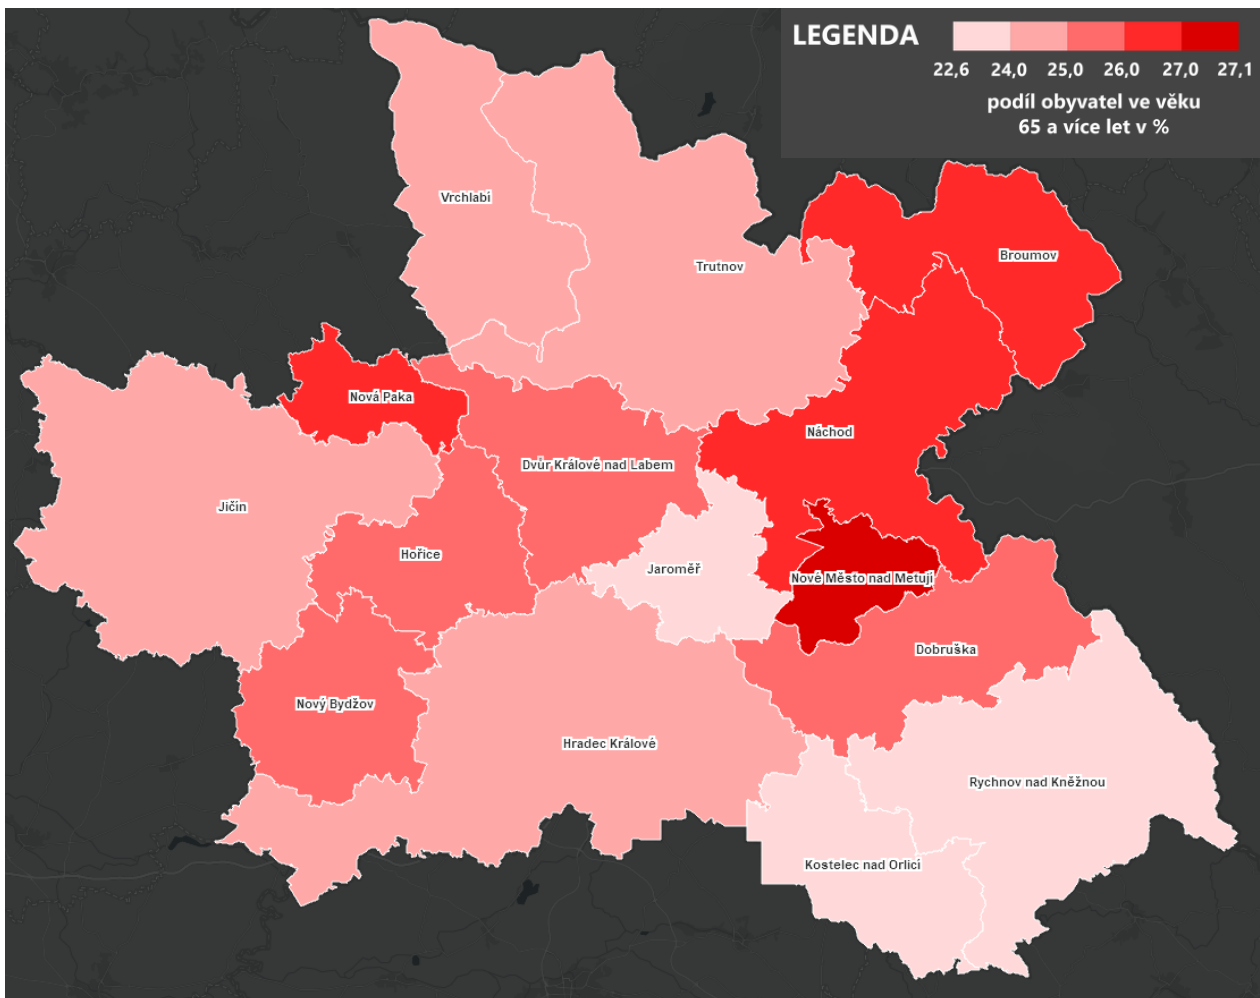 LEGENDA
22,6 24,0 25,0 26,0 27,0 27,1
podíl obyvatel ve věku
65 a více let v %
Vrchlabí
Broumov
Trutnov
Nová Paka
Náchod
Dvůr Králové nad Labem
Jičín
Hořice
Jaroměř
Nové Město nad Metují
Dobruška
Nový Bydžov
Hradec Králové
Rychnov nad Kněžnou
Kostelec nad Orlicí